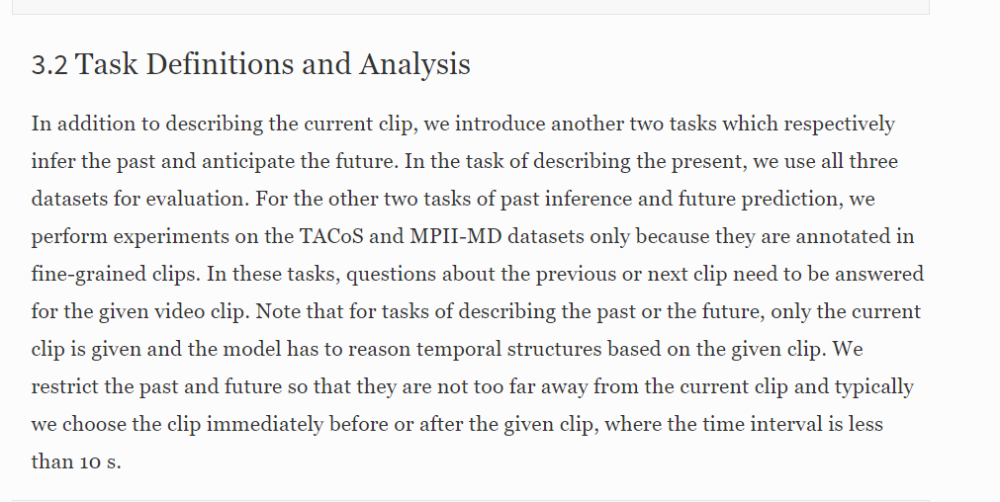 3.2 Task Definitions and Analysis
In addition to describing the current clip, we introduce another two tasks which respectively
infer the past and anticipate the future. In the task of describing the present, we use all three
datasets for evaluation. For the other two tasks of past inference and future prediction, we
perform experiments on the TACoS and MPII-MD datasets only because they are annotated in
fine-grained clips. In these tasks, questions about the previous or next clip need to be answered
for the given video clip. Note that for tasks of describing the past or the future, only the current
clip is given and the model has to reason temporal structures based on the given clip. We
restrict the past and future so that they are not too far away from the current clip and typically
we choose the clip immediately before or after the given clip, where the time interval is less
than 10 s.